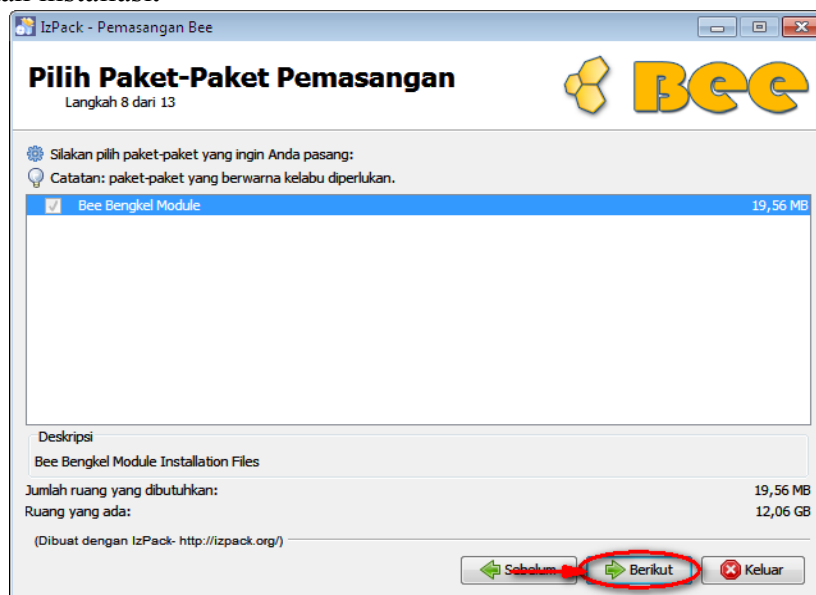 IzPack - Pemasangan Bee
Pilih Paket-Paket Pemasangan
Langkah 8 dari 13
Bee
Silakan pilih paket-paket yang ingin Anda pasang:
Catatan: paket-paket yang berwarna kelabu diperlukan.
Bee Bengkel Module 19,56 MB
Deskripsi
Bee Bengkel Module Installation Files
Jumlah ruang yang dibutuhkan: 19,56 MB
Ruang yang ada: 12,06 GB
(Dibuat dengan IzPack- http://izpack.org/)
Sebelum Berikut Keluar